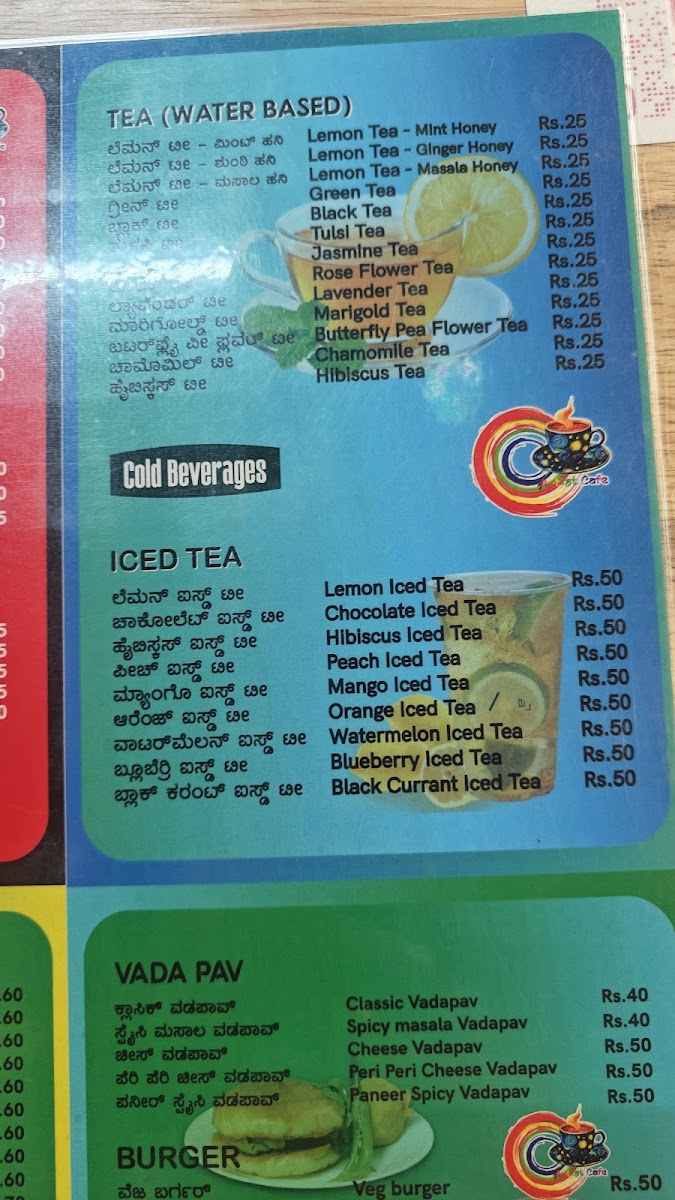 TEA (WATER BASED)
ಲೆಮನ್ ಟೀ - ಮಿಂಟ್ ಹನಿ Lemon Tea - Mint Honey Rs.25
ಲೆಮನ್ ಟೀ - ಶುಂಠಿ ಹನಿ Lemon Tea - Ginger Honey Rs.25
ಲೆಮನ್ ಟೀ - ಮಸಾಲ ಹನಿ Lemon Tea - Masala Honey Rs.25
ಗ್ರೀನ್ ಟೀ Green Tea Rs.25
ಬ್ಲಾಕ್ ಟೀ Black Tea Rs.25
Tulsi Tea Rs.25
Jasmine Tea Rs.25
Rose Flower Tea Rs.25
ಲ್ಯಾವೆಂಡರ್ ಟೀ Lavender Tea Rs.25
ಮಾರಿಗೋಲ್ಡ್ ಟೀ Marigold Tea Rs.25
ಬಟರ್‌ಫ್ಲೈ ಪೀ ಫ್ಲವರ್ ಟೀ Butterfly Pea Flower Tea Rs.25
ಚಾಮೊಮಿಲ್ ಟೀ Chamomile Tea Rs.25
ಹೈಬಿಸ್ಕಸ್ ಟೀ Hibiscus Tea Rs.25
Cold Beverages
ICED TEA
ಲೆಮನ್ ಐಸ್ಡ್ ಟೀ Lemon Iced Tea Rs.50
ಚಾಕೋಲೆಟ್ ಐಸ್ಡ್ ಟೀ Chocolate Iced Tea Rs.50
ಹೈಬಿಸ್ಕಸ್ ಐಸ್ಡ್ ಟೀ Hibiscus Iced Tea Rs.50
ಪೀಚ್ ಐಸ್ಡ್ ಟೀ Peach Iced Tea Rs.50
ಮ್ಯಾಂಗೊ ಐಸ್ಡ್ ಟೀ Mango Iced Tea Rs.50
ಆರೆಂಜ್ ಐಸ್ಡ್ ಟೀ Orange Iced Tea Rs.50
ವಾಟರ್‌ಮೆಲನ್ ಐಸ್ಡ್ ಟೀ Watermelon Iced Tea Rs.50
ಬ್ಲೂಬೆರ್ರಿ ಐಸ್ಡ್ ಟೀ Blueberry Iced Tea Rs.50
ಬ್ಲ್ಯಾಕ್ ಕರಂಟ್ ಐಸ್ಡ್ ಟೀ Black Currant Iced Tea Rs.50
VADA PAV
ಕ್ಲಾಸಿಕ್ ವಡಪಾವ್ Classic Vadapav Rs.40
ಸ್ಪೈಸಿ ಮಸಾಲ ವಡಪಾವ್ Spicy masala Vadapav Rs.40
ಚೀಸ್ ವಡಪಾವ್ Cheese Vadapav Rs.50
ಪೆರಿ ಪೆರಿ ಚೀಸ್ ವಡಪಾವ್ Peri Peri Cheese Vadapav Rs.50
ಪನೀರ್ ಸ್ಪೈಸಿ ವಡಪಾವ್ Paneer Spicy Vadapav Rs.50
BURGER
ವೆಜ ಬರ್ಗರ್ Veg burger Rs.50